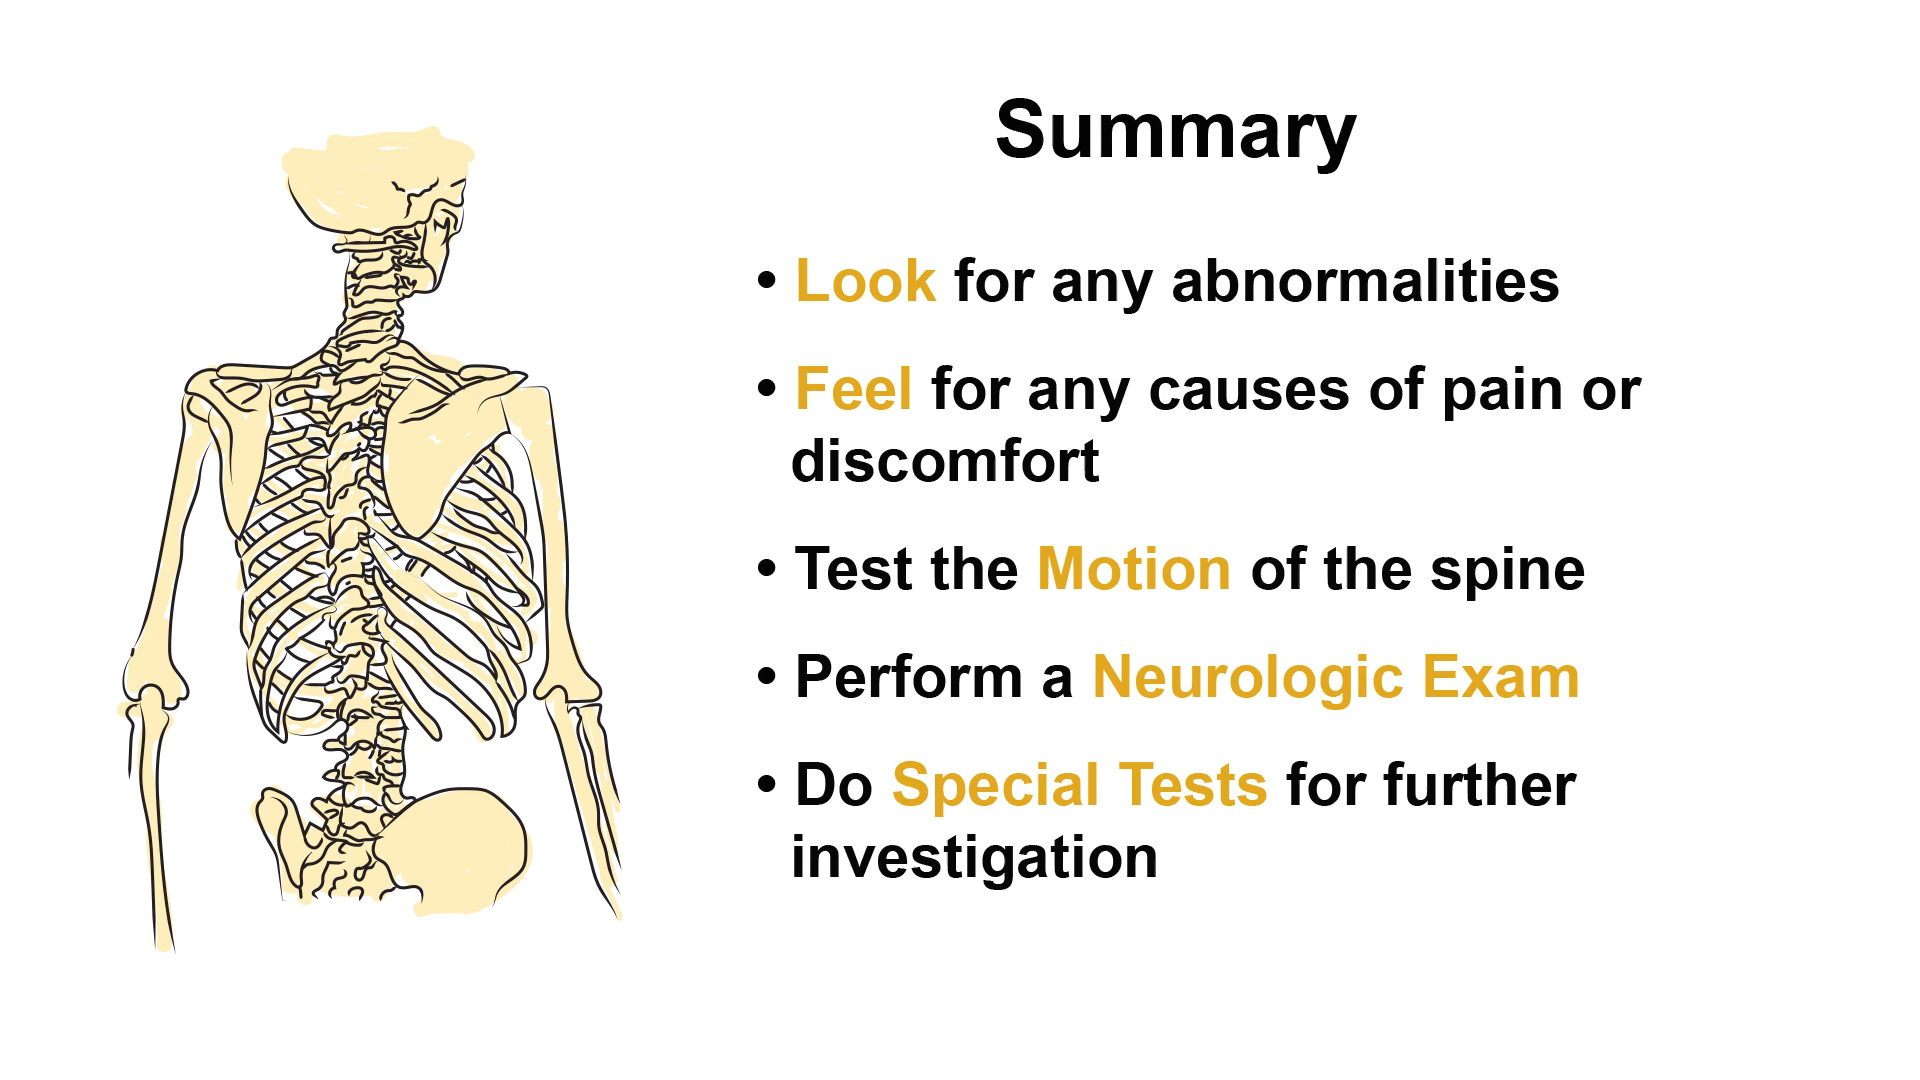 Summary
• Look for any abnormalities
• Feel for any causes of pain or
discomfort
• Test the Motion of the spine
• Perform a Neurologic Exam
• Do Special Tests for further
investigation